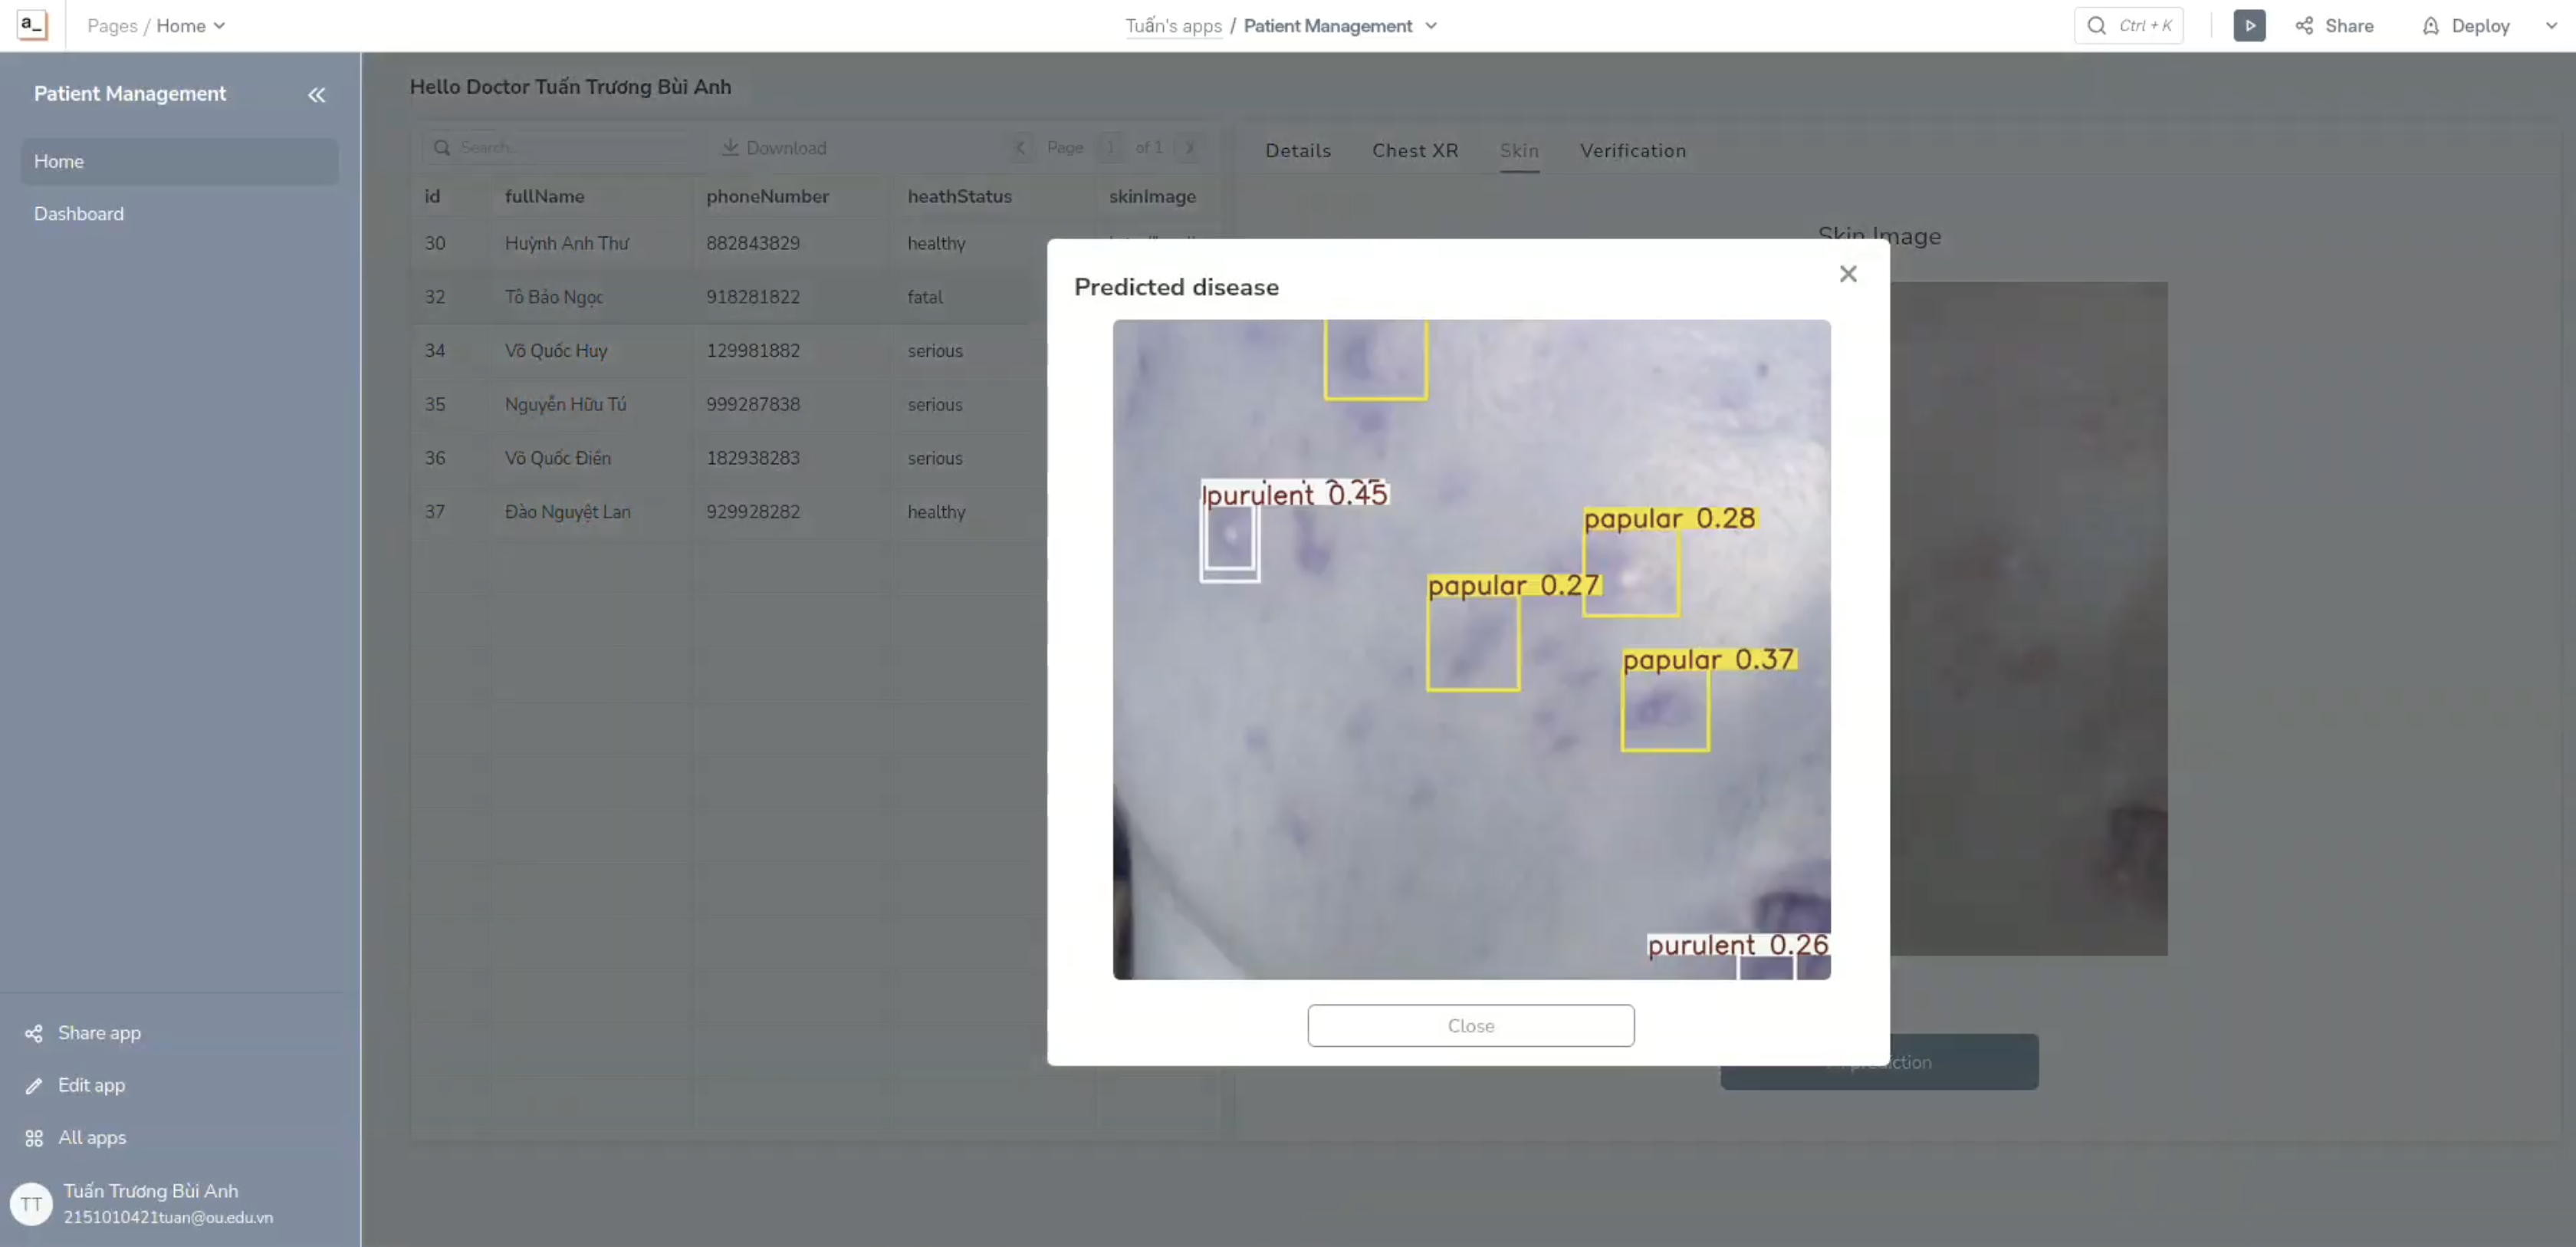 a_
Pages / Home
Tuấn's apps / Patient Management
Ctrl + K
Share
Deploy
Patient Management
Home
Dashboard
Share app
Edit app
All apps
TT
Tuấn Trương Bùi Anh
2151010421tuan@ou.edu.vn
Hello Doctor Tuấn Trương Bùi Anh
Search...
Download
Page 1 of 1
id fullName phoneNumber heathStatus skinImage
30 Huỳnh Anh Thư 882843829 healthy
32 Tô Bảo Ngọc 918281822 fatal
34 Võ Quốc Huy 129981882 serious
35 Nguyễn Hữu Tú 999287838 serious
36 Võ Quốc Điền 182938283 serious
37 Đào Nguyệt Lan 929928282 healthy
Details Chest XR Skin Verification
Skin Image
Predicted disease
purulent 0.45
papular 0.28
papular 0.27
papular 0.37
purulent 0.26
Close